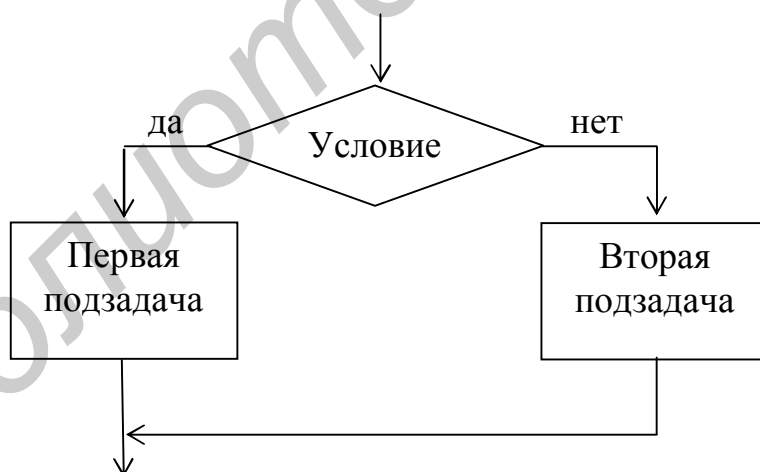 да
Условие
нет
Первая
подзадача
Вторая
подзадача